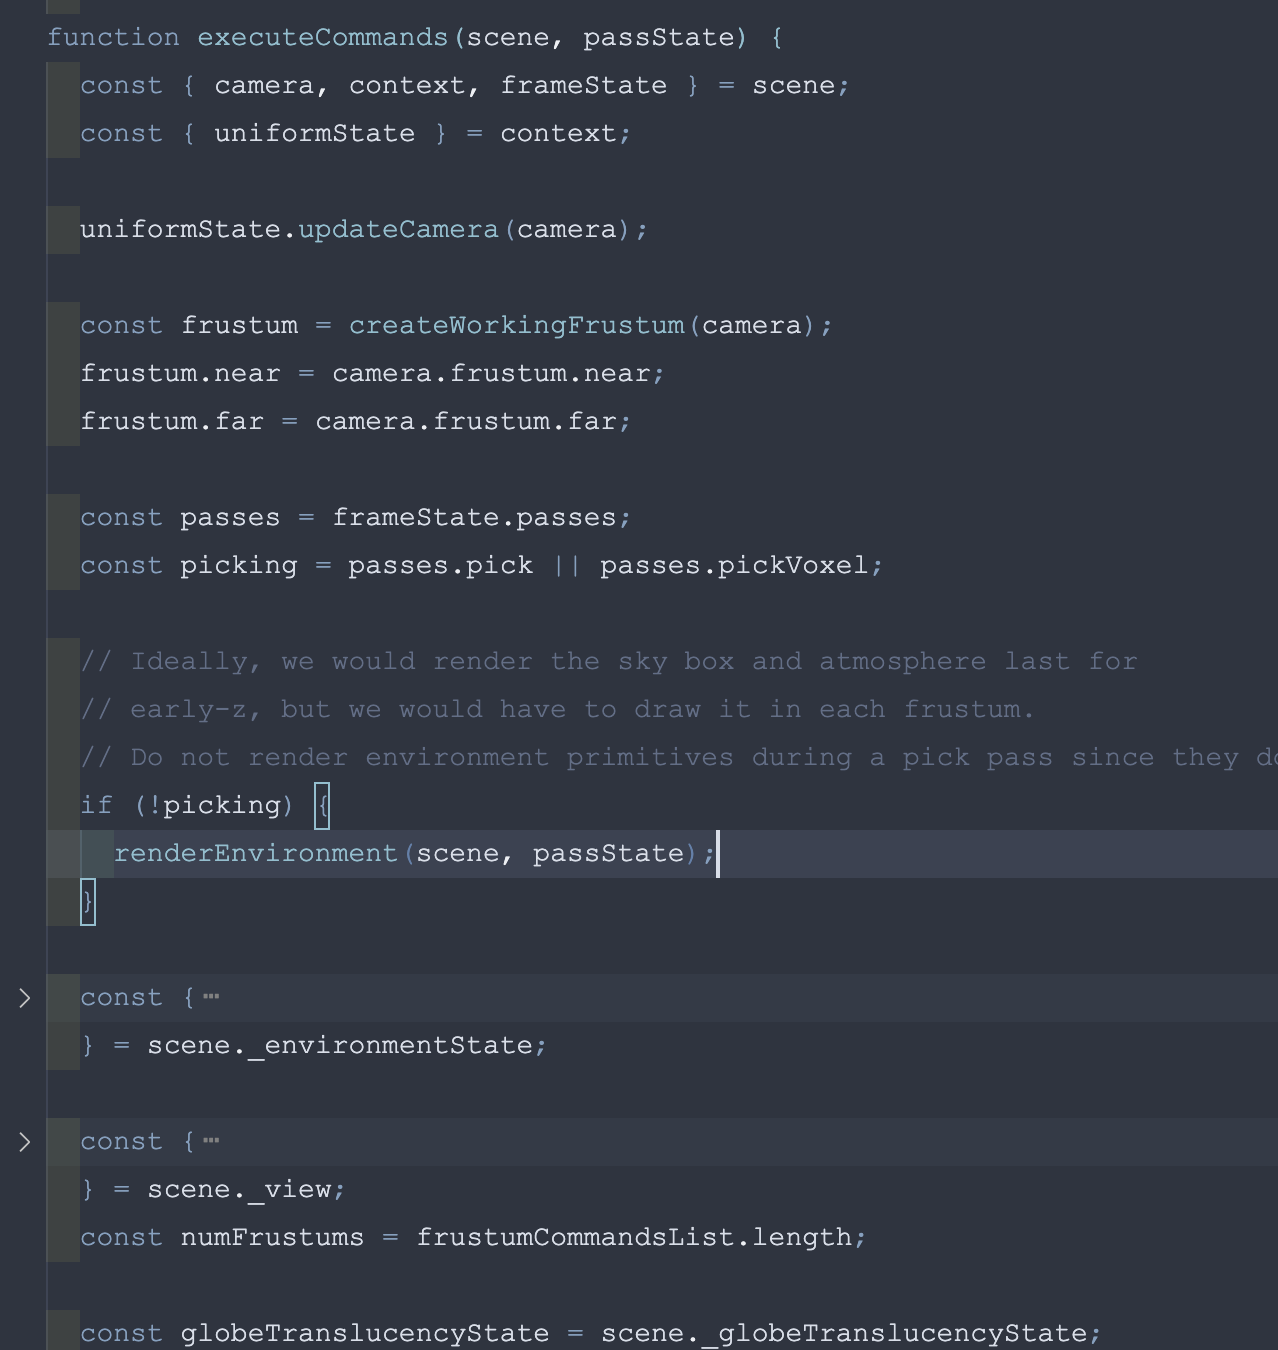 function executeCommands(scene, passState) {
const { camera, context, frameState } = scene;
const { uniformState } = context;
uniformState.updateCamera(camera);
const frustum = createWorkingFrustum(camera);
frustum.near = camera.frustum.near;
frustum.far = camera.frustum.far;
const passes = frameState.passes;
const picking = passes.pick || passes.pickVoxel;
// Ideally, we would render the sky box and atmosphere last for
// early-z, but we would have to draw it in each frustum.
// Do not render environment primitives during a pick pass since they do
if (!picking) {
renderEnvironment(scene, passState);
}
const {⋯
} = scene._environmentState;
const {⋯
} = scene._view;
const numFrustums = frustumCommandsList.length;
const globeTranslucencyState = scene._globeTranslucencyState;